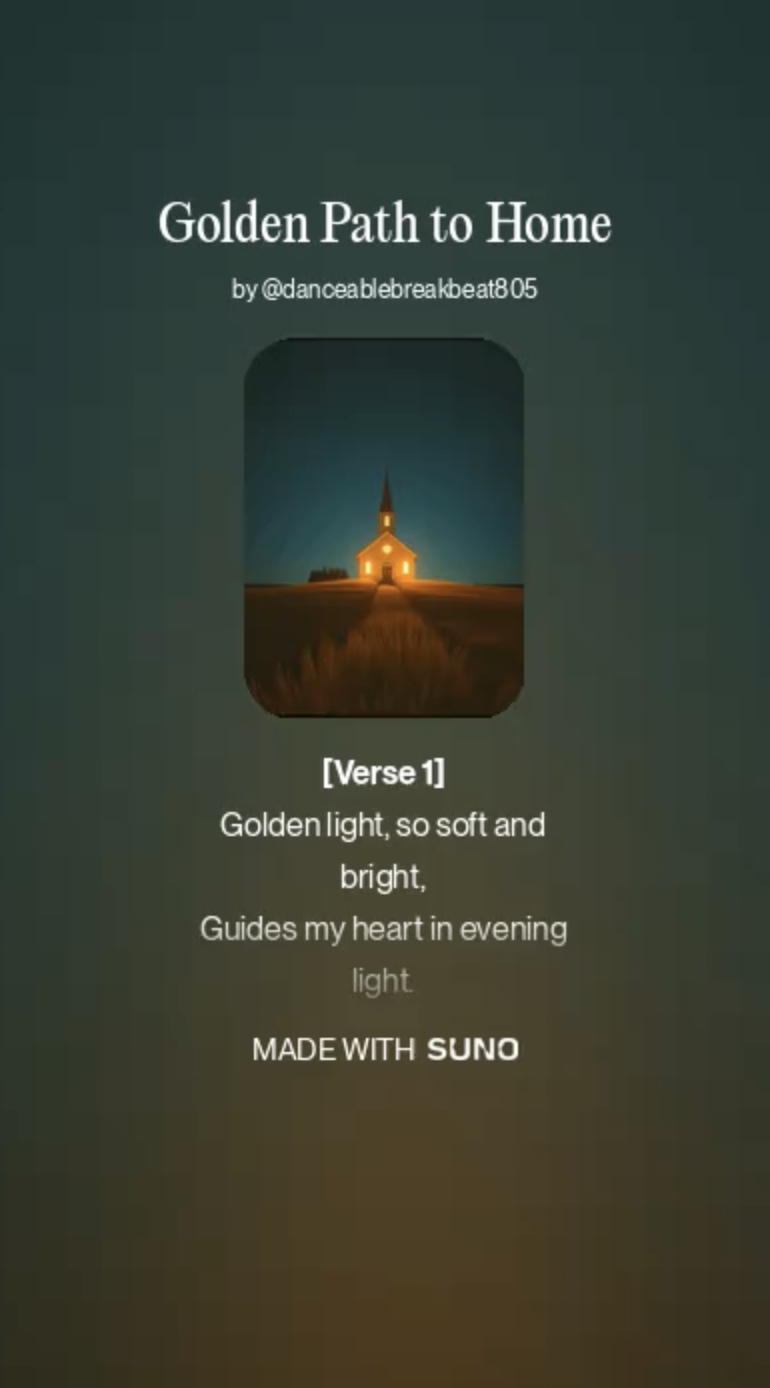 Golden Path to Home
by @danceablebreakbeat805
[Verse 1]
Golden light, so soft and
bright,
Guides my heart in evening
light.
MADE WITH SUNO